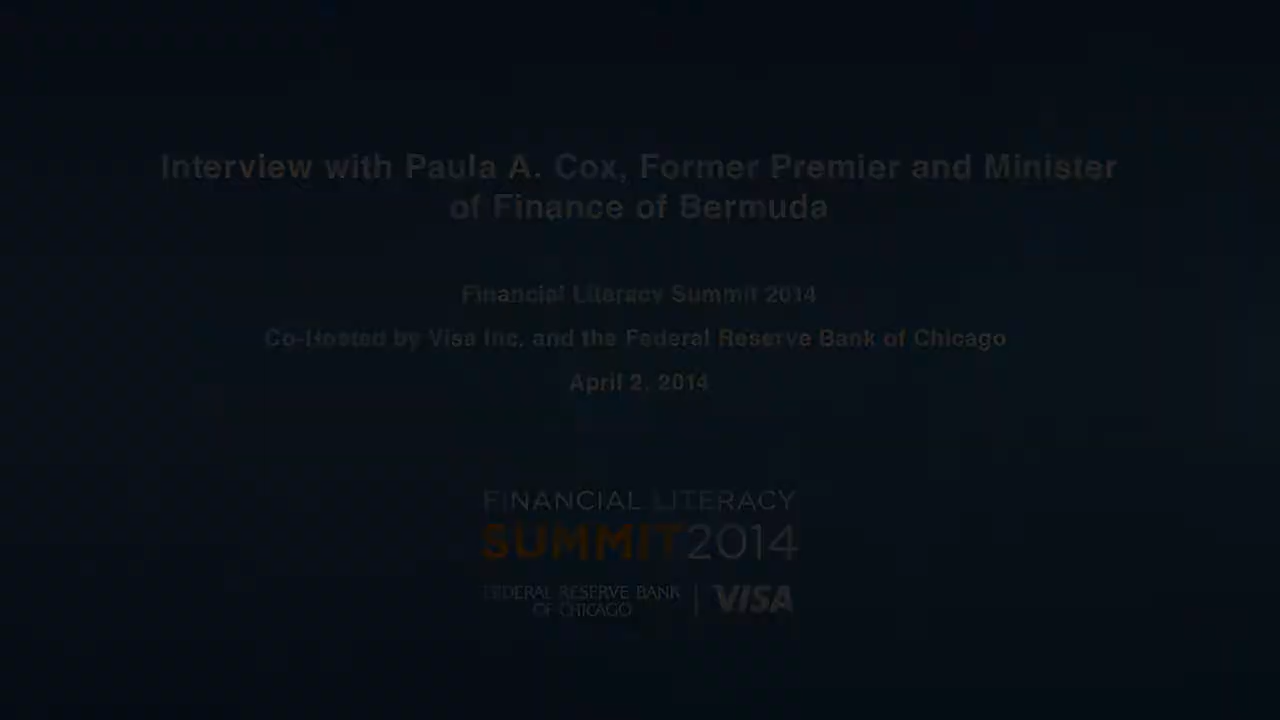 Interview with Paula A. Cox, Former Premier and Minister
of Finance of Bermuda
Financial Literacy Summit 2014
Co-Hosted by Visa Inc. and the Federal Reserve Bank of Chicago
April 2, 2014
FINANCIAL LITERACY
SUMMIT2014
FEDERAL RESERVE BANK
OF CHICAGO
VISA